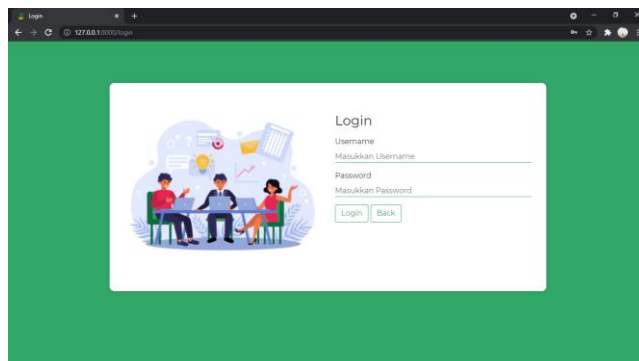 Login
127.0.0.1:8000/login
Login
Username
Masukkan Username
Password
Masukkan Password
Login Back